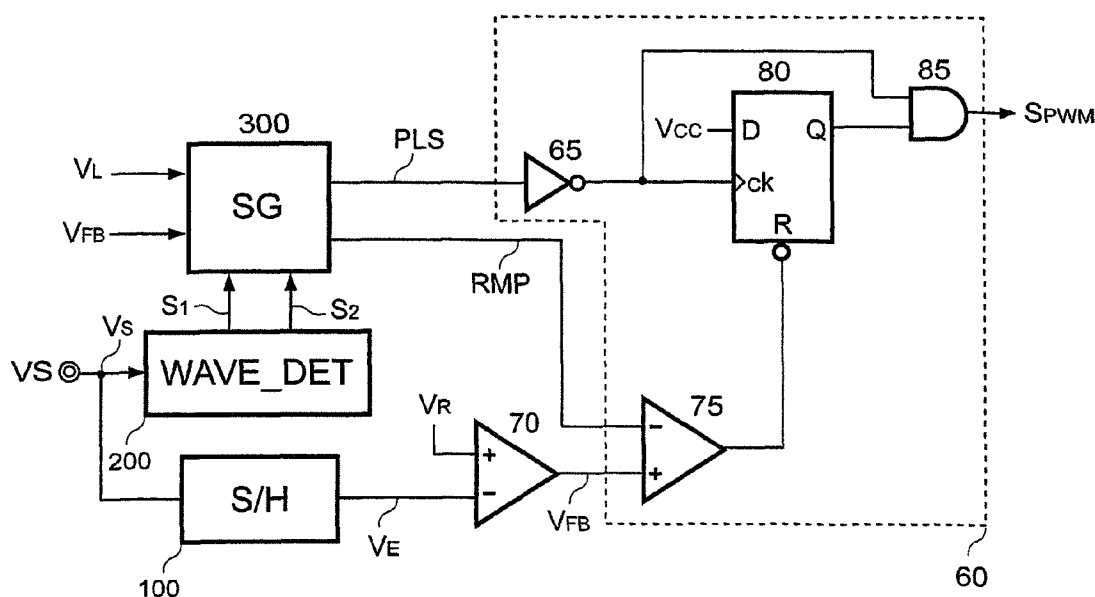 80
85
SPWM
VCC
D
Q
ck
R
65
PLS
300
VL
SG
VFB
RMP
S1
S2
VS
VS
WAVE_DET
200
VR
70
+
−
75
−
+
S/H
VE
VFB
100
60